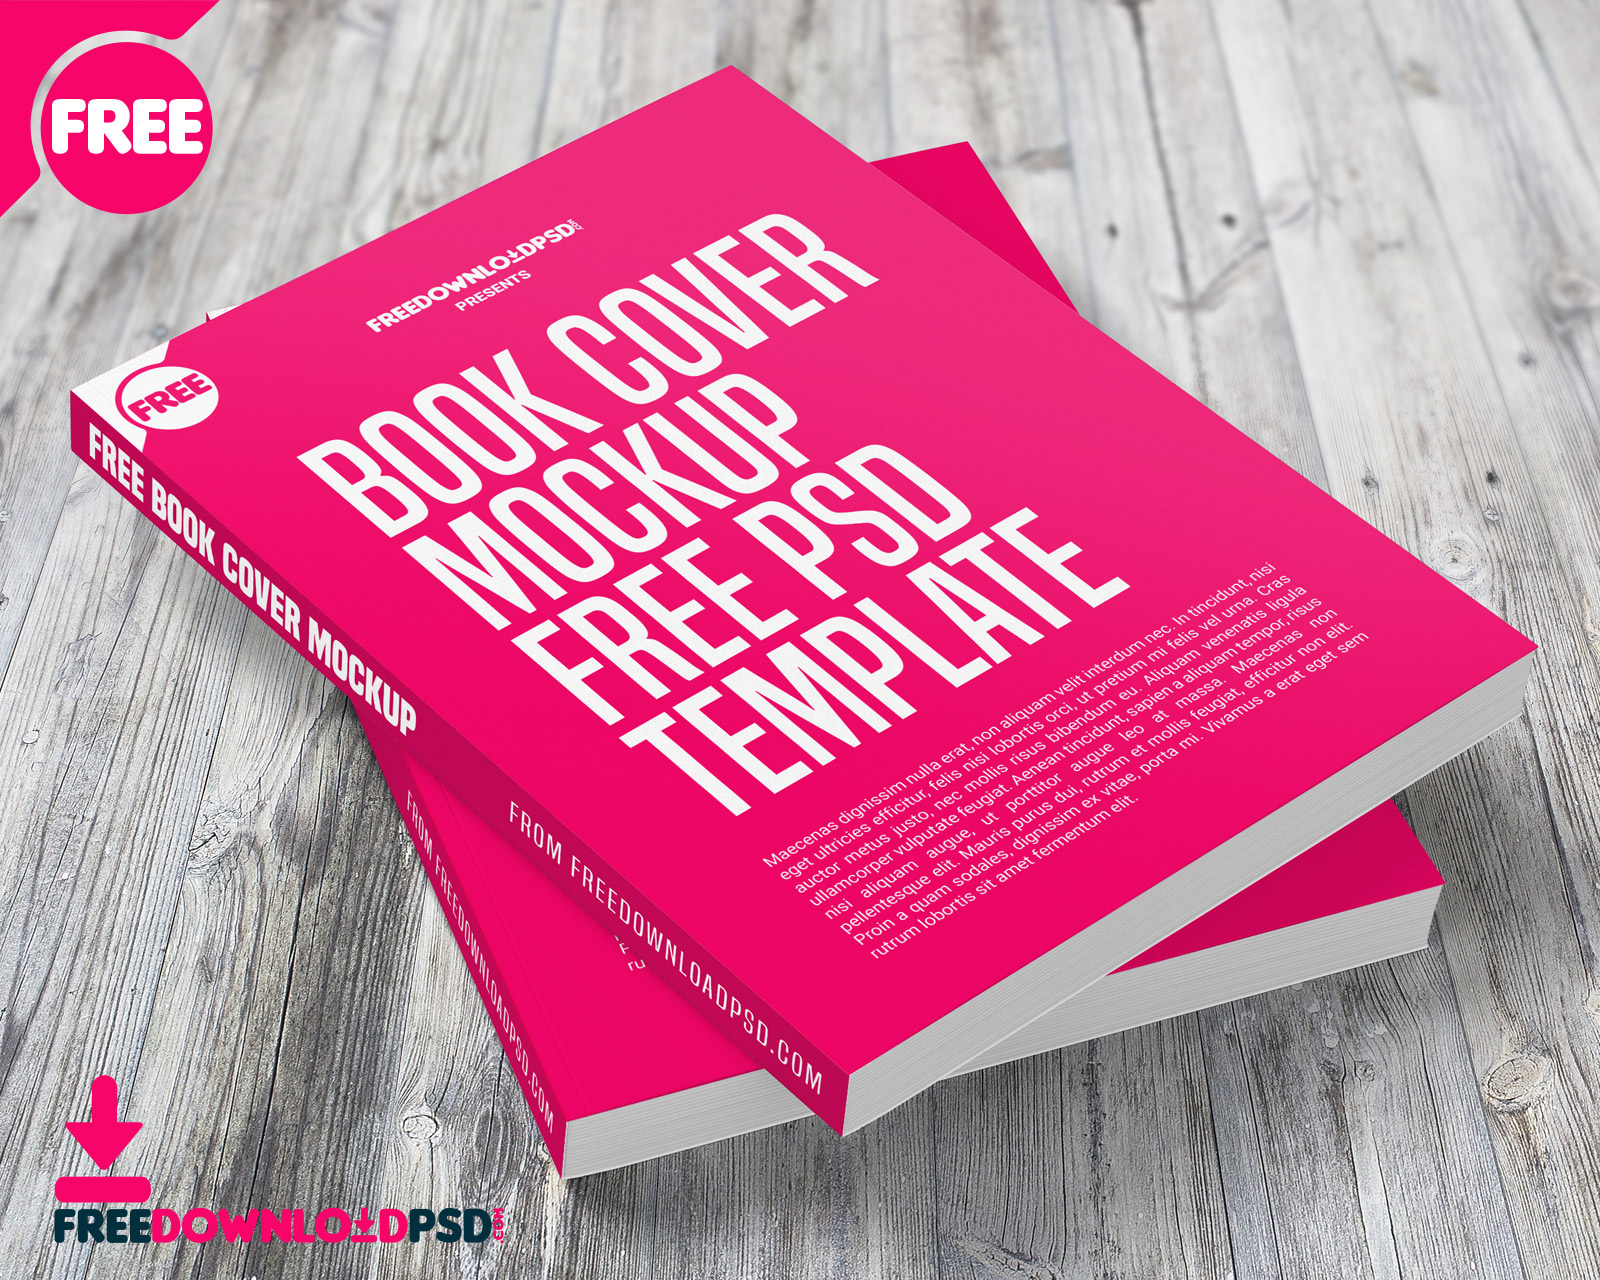 FREE
FREEDOWNLOADPSD.COM
PRESENTS
BOOK COVER
MOCKUP
FREE PSD
TEMPLATE
FREE
FREE BOOK COVER MOCKUP
FROM FREEDOWNLOADPSD.COM
Maecenas dignissim nulla erat, non aliquam velit interdum nec. In tincidunt, nisi
eget ultricies efficitur, felis nisi lobortis orci, ut pretium mi felis vel urna. Cras
auctor metus justo, nec mollis risus bibendum eu. Aliquam venenatis ligula
ullamcorper vulputate feugiat. Aenean tincidunt, sapien a aliquam tempor, risus
nisi aliquam augue, ut porttitor augue leo at massa. Maecenas non
pellentesque elit. Mauris purus dui, rutrum et mollis feugiat, efficitur non elit.
Proin a quam sodales, dignissim ex vitae, porta mi. Vivamus a erat eget sem
rutrum lobortis sit amet fermentum elit.
FROM FREEDOWNLOADPSD.COM
ru
FREEDOWNLOADPSD.COM